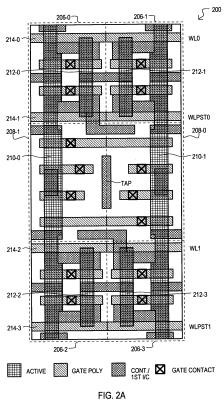 206-0 206-1
214-0 WL0
212-0 212-1
214-1 WLPST0
208-1 208-0
210-0 210-1
TAP
214-2 WL1
212-2 212-3
214-3 WLPST1
206-2 206-3
ACTIVE GATE POLY CONT./ 1ST I/C GATE CONTACT
FIG. 2A